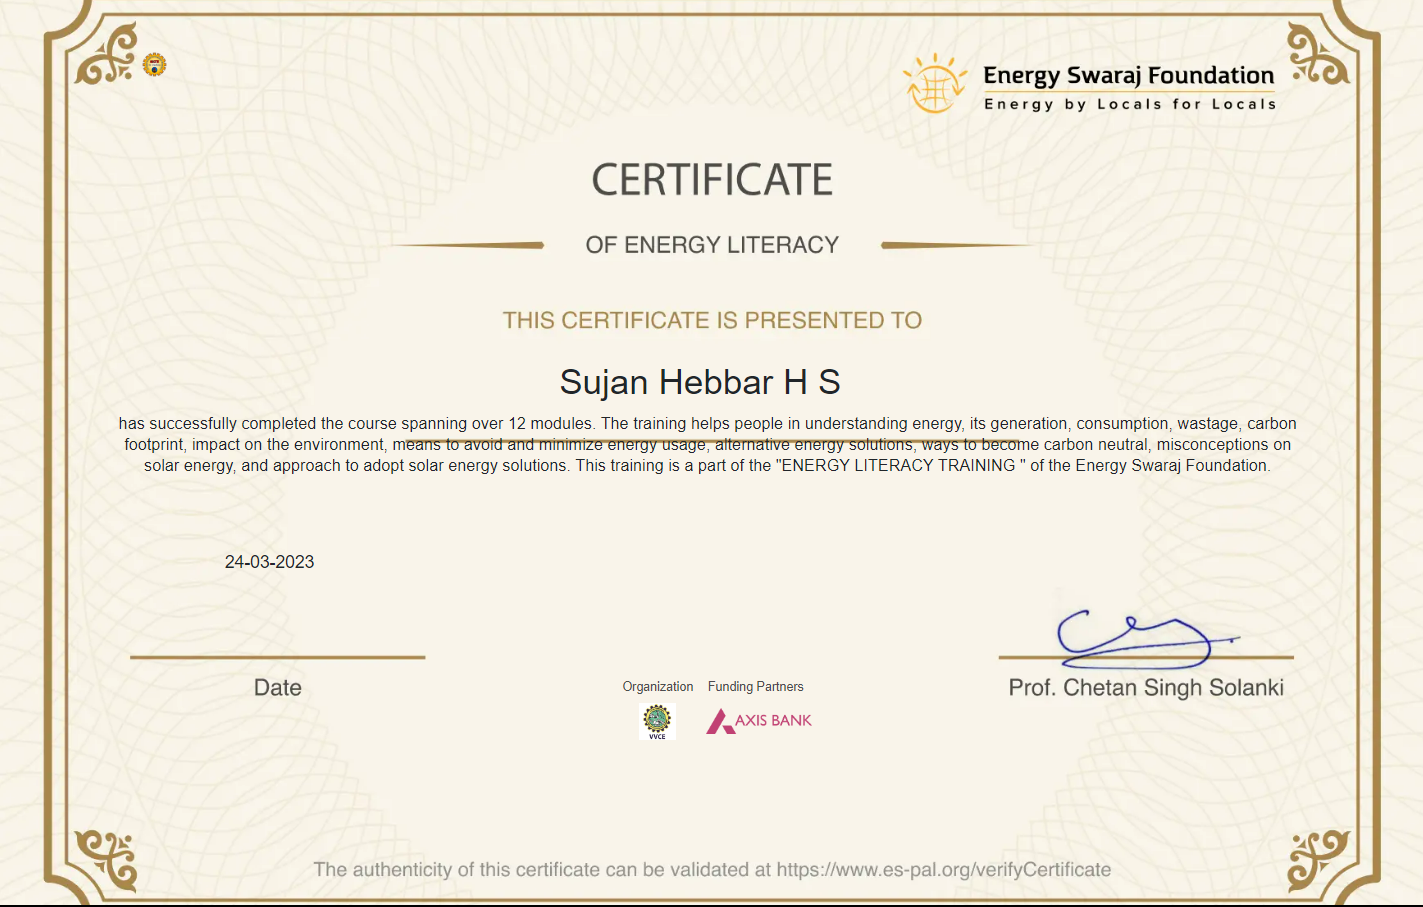 Energy Swaraj Foundation
Energy by Locals for Locals
CERTIFICATE
OF ENERGY LITERACY
THIS CERTIFICATE IS PRESENTED TO
Sujan Hebbar H S
has successfully completed the course spanning over 12 modules. The training helps people in understanding energy, its generation, consumption, wastage, carbon
footprint, impact on the environment, means to avoid and minimize energy usage, alternative energy solutions, ways to become carbon neutral, misconceptions on
solar energy, and approach to adopt solar energy solutions. This training is a part of the "ENERGY LITERACY TRAINING " of the Energy Swaraj Foundation.
24-03-2023
Date
Prof. Chetan Singh Solanki
Organization Funding Partners
VVCE
AXIS BANK
The authenticity of this certificate can be validated at https://www.es-pal.org/verifyCertificate